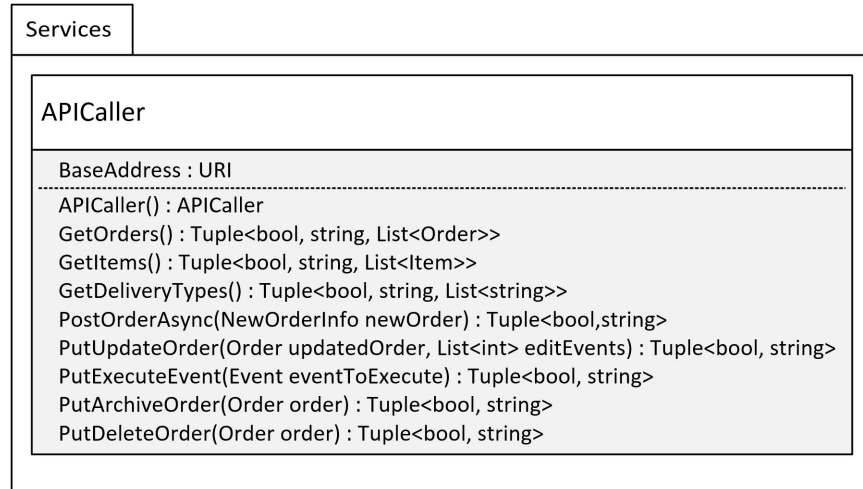 Services
APICaller
BaseAddress : URI
APICaller() : APICaller
GetOrders() : Tuple<bool, string, List<Order>>
GetItems() : Tuple<bool, string, List<Item>>
GetDeliveryTypes() : Tuple<bool, string, List<string>>
PostOrderAsync(NewOrderInfo newOrder) : Tuple<bool,string>
PutUpdateOrder(Order updatedOrder, List<int> editEvents) : Tuple<bool, string>
PutExecuteEvent(Event eventToExecute) : Tuple<bool, string>
PutArchiveOrder(Order order) : Tuple<bool, string>
PutDeleteOrder(Order order) : Tuple<bool, string>